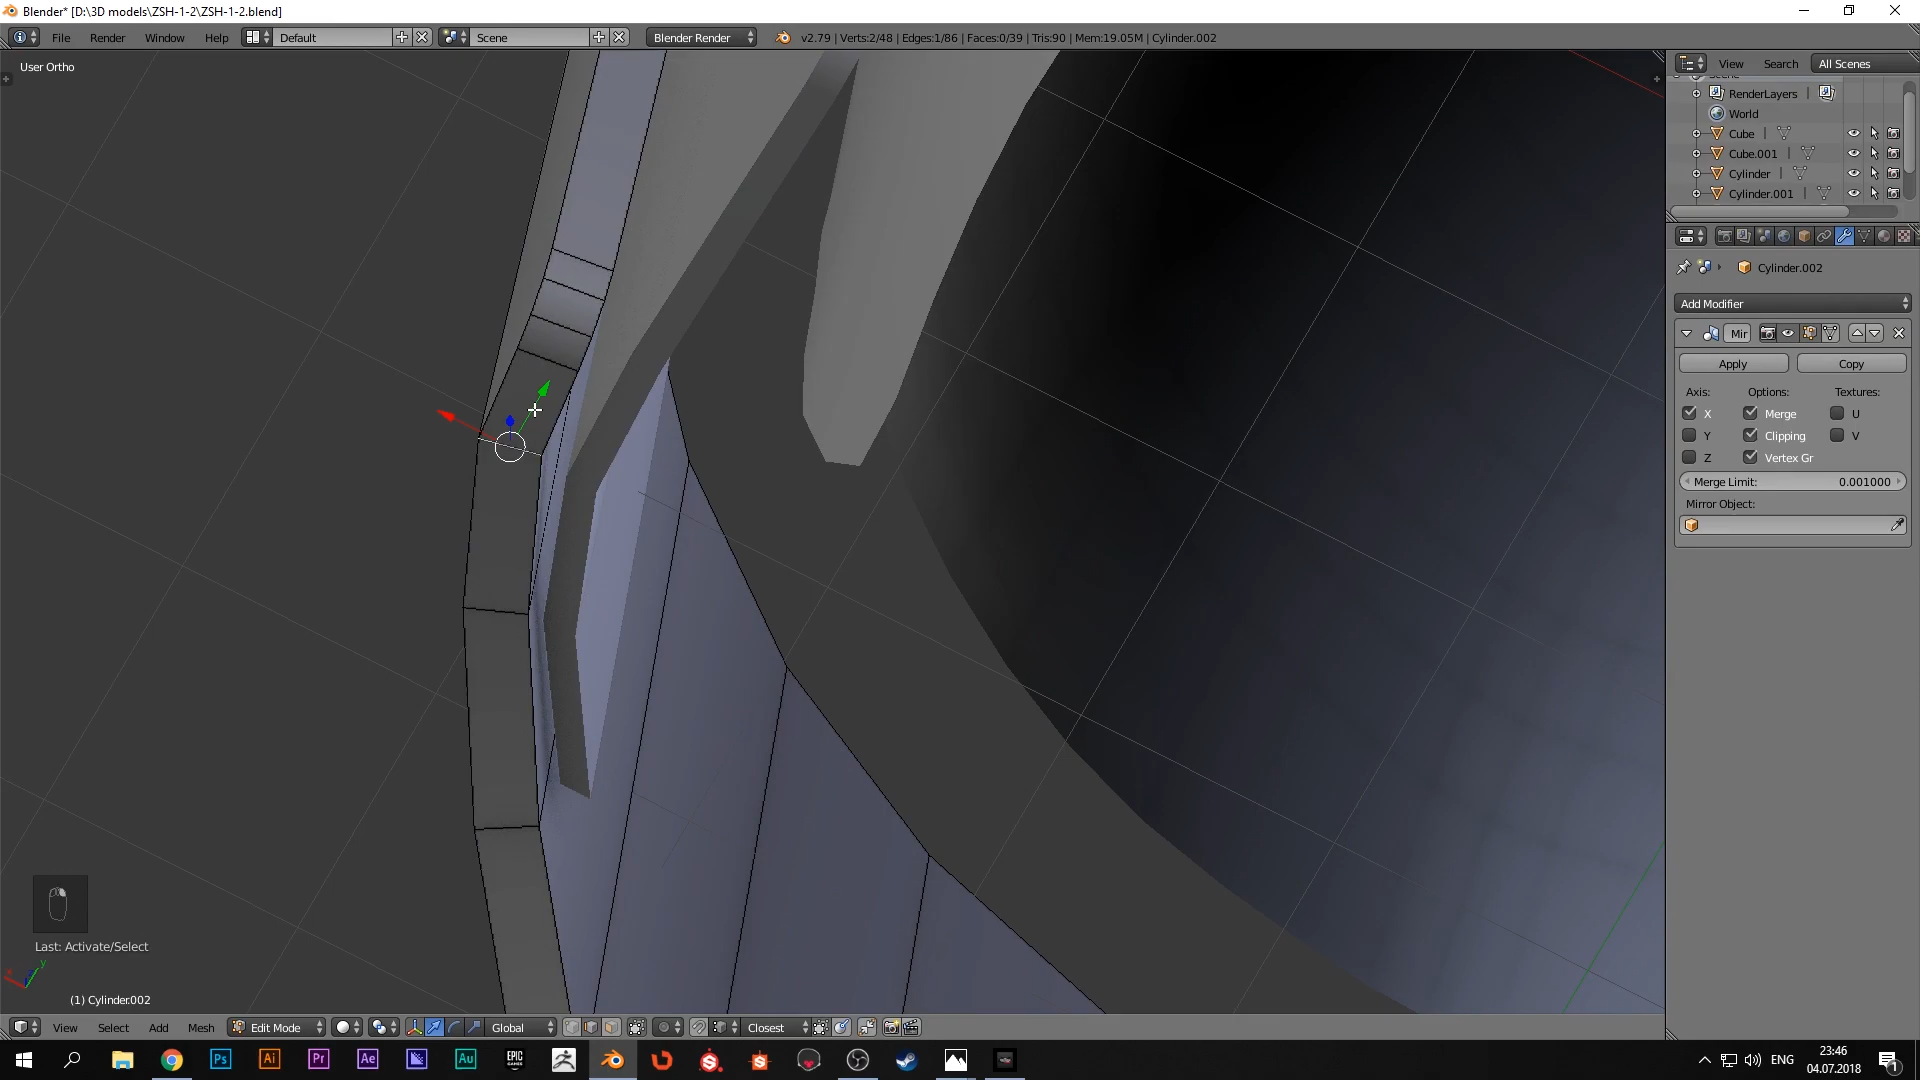 Blender* [D:\3D models\ZSH-1-2\ZSH-1-2.blend]
File Render Window Help Default Scene Blender Render v2.79 | Verts:2/48 | Edges:1/86 | Faces:0/39 | Tris:90 | Mem:19.05M | Cylinder.002
User Ortho
View Search All Scenes
RenderLayers
World
Cube
Cube.001
Cylinder
Cylinder.001
Cylinder.002
Add Modifier
Mir
Apply Copy
Axis: Options: Textures:
X Merge U
Y Clipping V
Z Vertex Gr
Merge Limit: 0.001000
Mirror Object:
Last: Activate/Select
(1) Cylinder.002
View Select Add Mesh Edit Mode Global Closest
23:46
ENG
04.07.2018